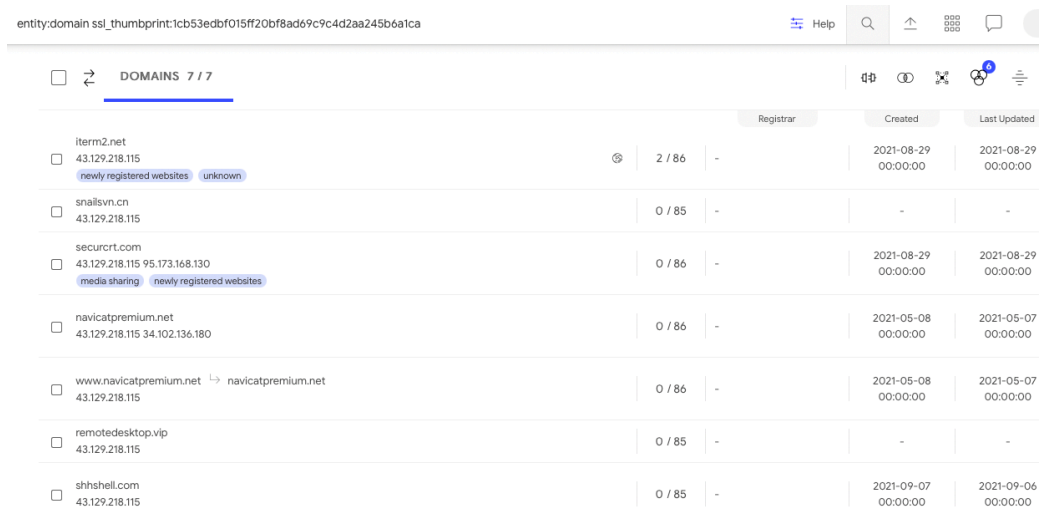 entity:domain ssl_thumbprint:1cb53edbf015ff20bf8ad69c9c4d2aa245b6a1ca
Help
DOMAINS 7 / 7
6
Registrar Created Last Updated
iterm2.net
43.129.218.115
newly registered websites unknown
2 / 86 -
2021-08-29 00:00:00
2021-08-29 00:00:00
snailsvn.cn
43.129.218.115
0 / 85 - - -
securcrt.com
43.129.218.115 95.173.168.130
media sharing newly registered websites
0 / 86 -
2021-08-29 00:00:00
2021-08-29 00:00:00
navicatpremium.net
43.129.218.115 34.102.136.180
0 / 86 -
2021-05-08 00:00:00
2021-05-07 00:00:00
www.navicatpremium.net navicatpremium.net
43.129.218.115
0 / 86 -
2021-05-08 00:00:00
2021-05-07 00:00:00
remotedesktop.vip
43.129.218.115
0 / 85 - - -
shhshell.com
43.129.218.115
0 / 85 -
2021-09-07 00:00:00
2021-09-06 00:00:00